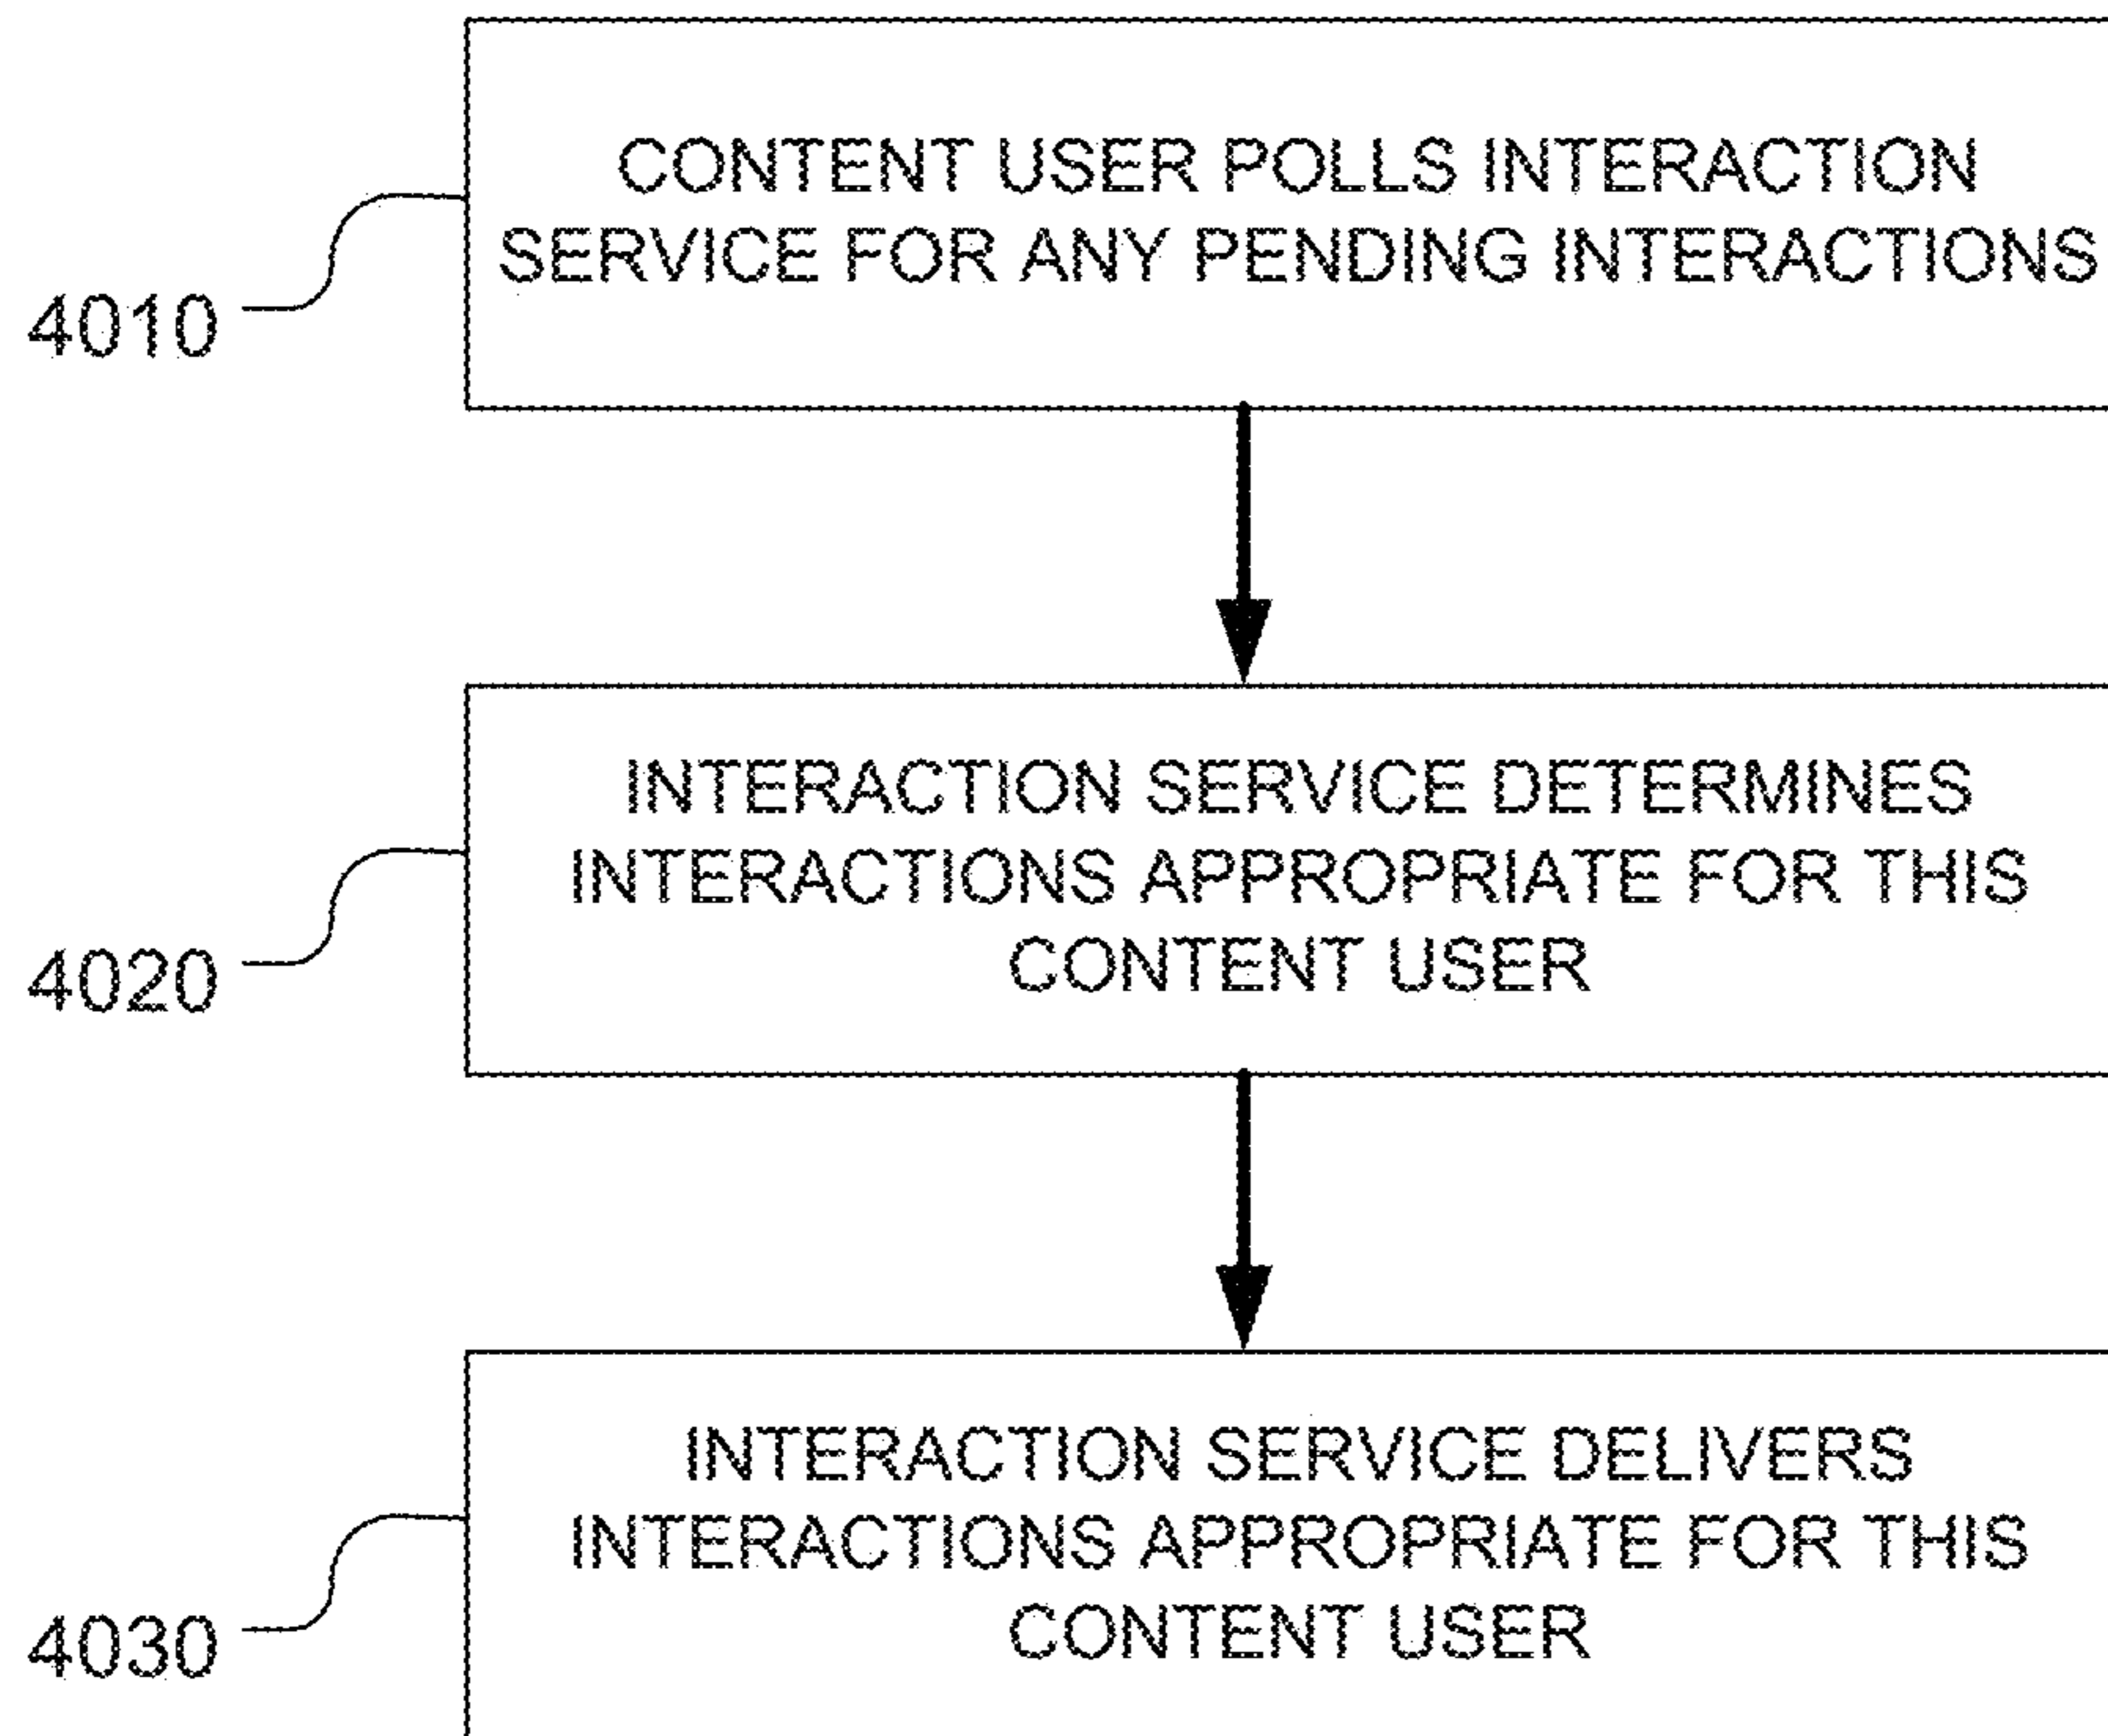 CONTENT USER POLLS INTERACTION
SERVICE FOR ANY PENDING INTERACTIONS
4010
INTERACTION SERVICE DETERMINES
INTERACTIONS APPROPRIATE FOR THIS
CONTENT USER
4020
INTERACTION SERVICE DELIVERS
INTERACTIONS APPROPRIATE FOR THIS
CONTENT USER
4030